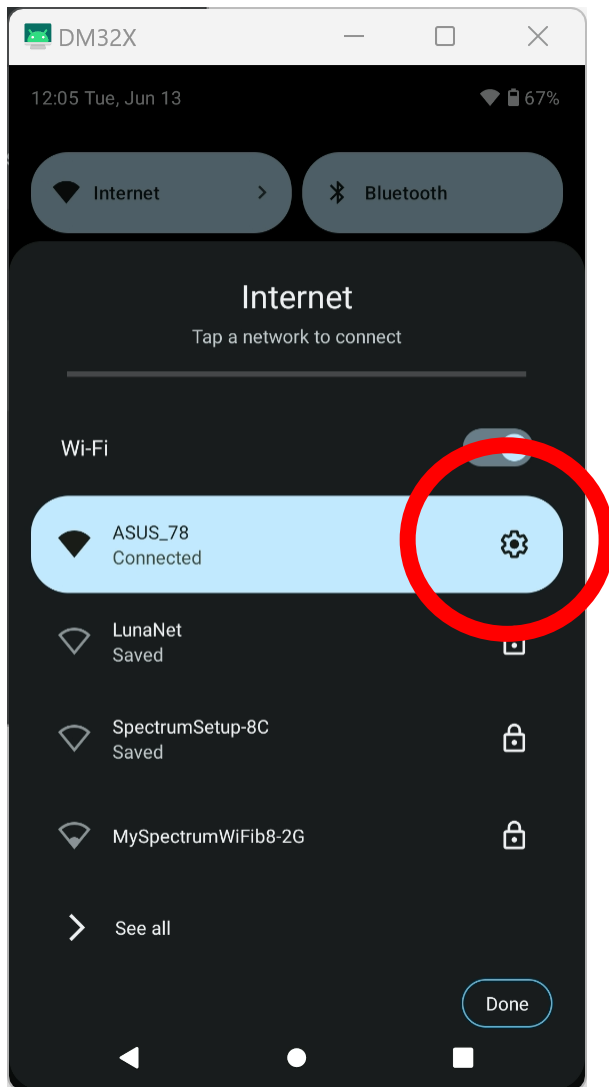 DM32X
12:05 Tue, Jun 13
67%
Internet
Bluetooth
Internet
Tap a network to connect
Wi-Fi
ASUS_78
Connected
LunaNet
Saved
SpectrumSetup-8C
Saved
MySpectrumWiFib8-2G
See all
Done